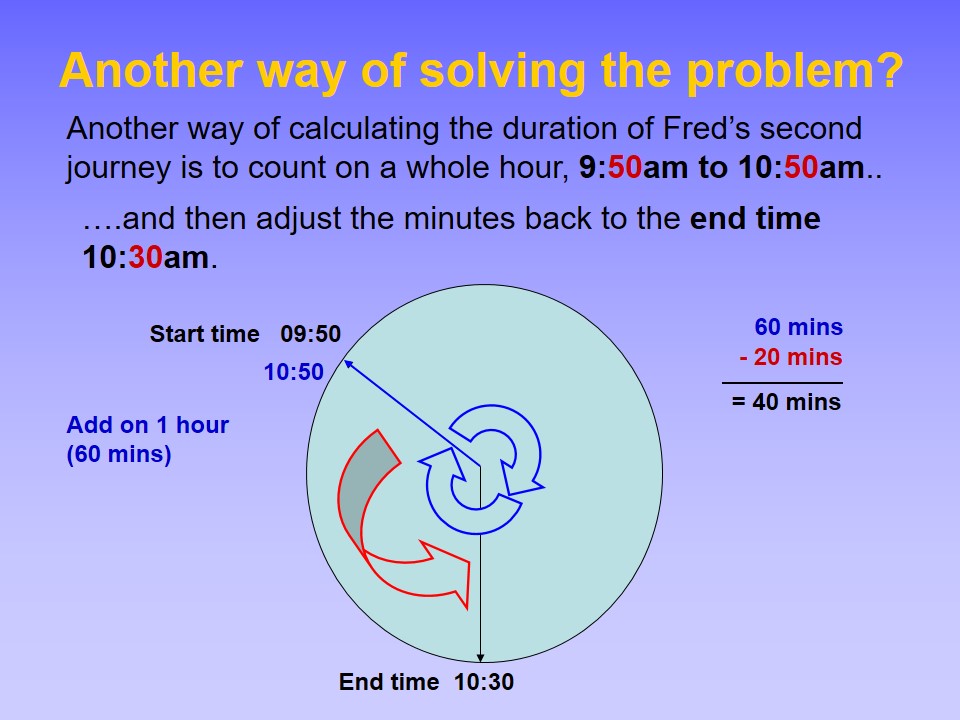 Another way of solving the problem?
Another way of calculating the duration of Fred’s second
journey is to count on a whole hour, 9:50am to 10:50am..
….and then adjust the minutes back to the end time
10:30am.
Start time 09:50
10:50
Add on 1 hour
(60 mins)
60 mins
- 20 mins
= 40 mins
End time 10:30